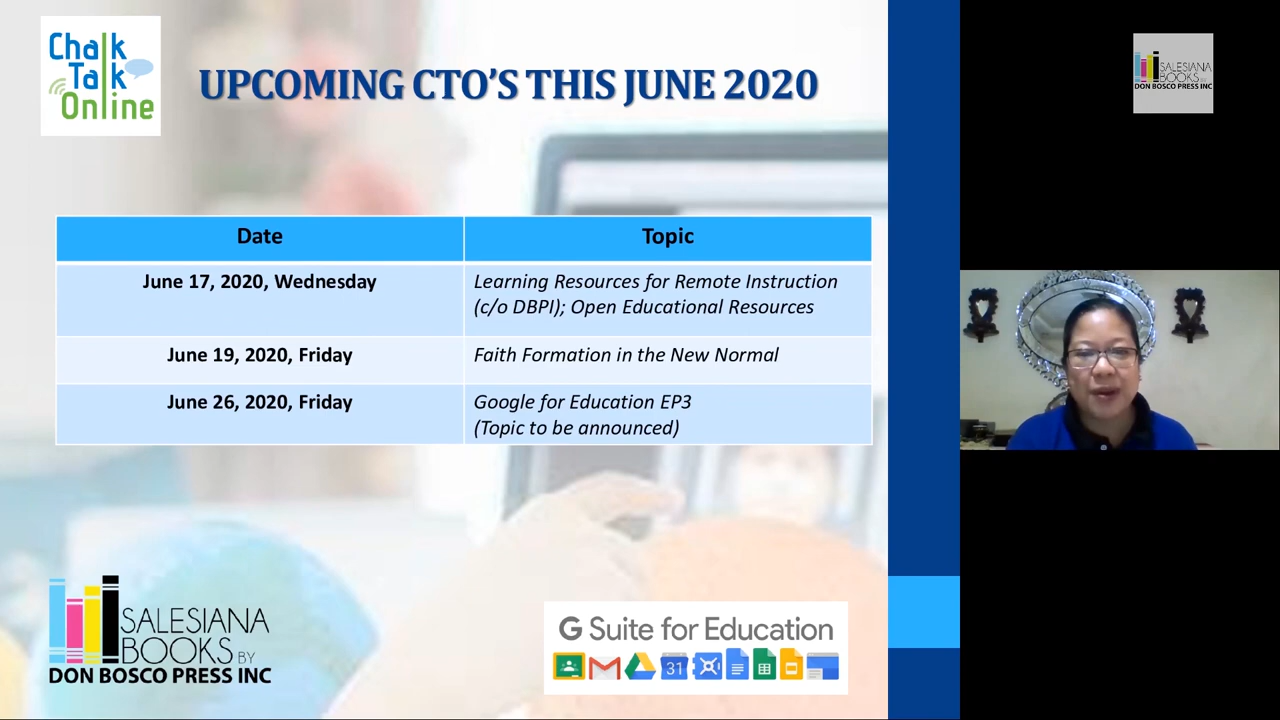 Chalk
Talk
Online
UPCOMING CTO'S THIS JUNE 2020
Date
Topic
June 17, 2020, Wednesday
Learning Resources for Remote Instruction
(c/o DBPI); Open Educational Resources
June 19, 2020, Friday
Faith Formation in the New Normal
June 26, 2020, Friday
Google for Education EP3
(Topic to be announced)
SALESIANA
BOOKS BY
DON BOSCO PRESS INC
G Suite for Education
31
SALESIANA
BOOKS BY
DON BOSCO PRESS INC